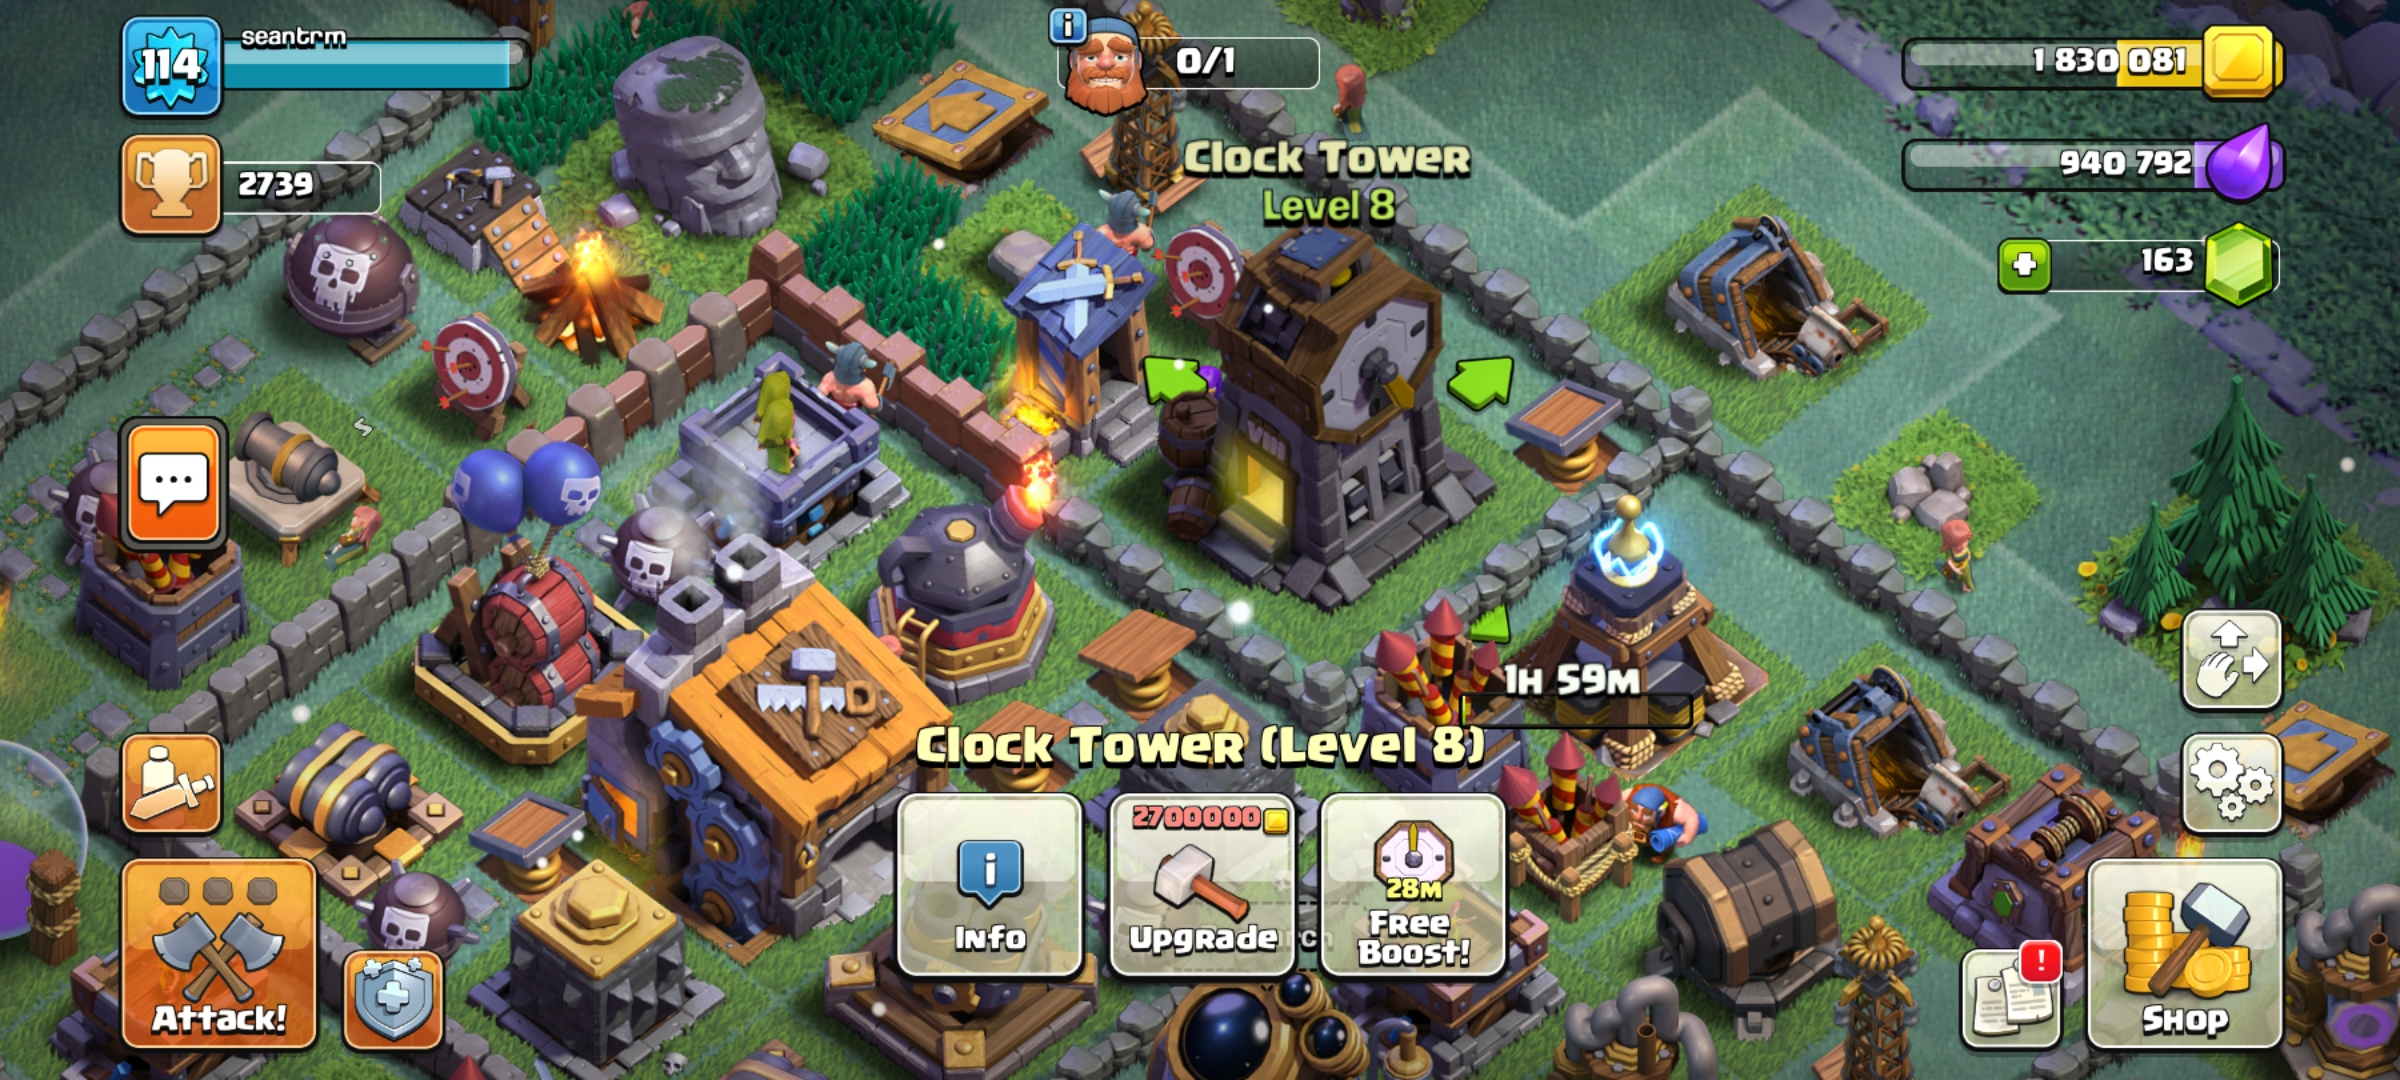 114
seantrm
0/1
1 830 081
2739
940 792
163
Clock Tower
Level 8
VIII
1H 59M
Clock Tower (Level 8)
2700000
28M
Info
Upgrade
Free
Boost!
Attack!
!
Shop